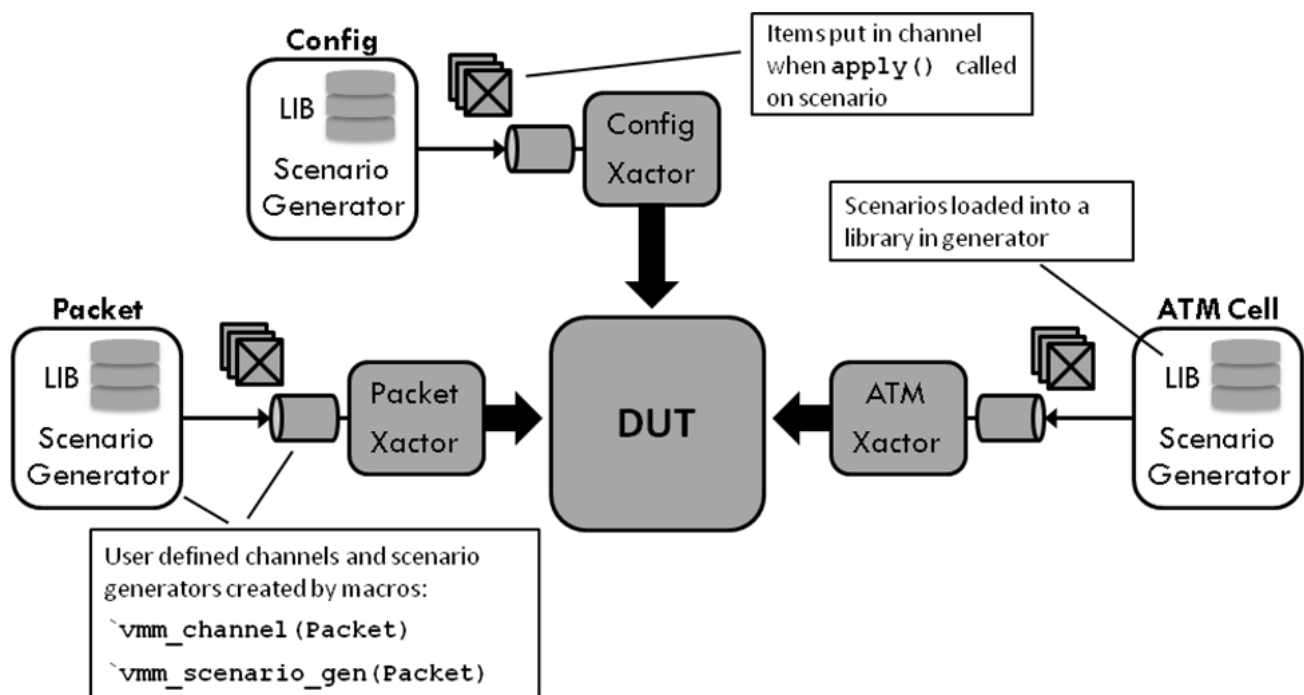 Config
LIB
Scenario
Generator
Items put in channel
when apply() called
on scenario
Config
Xactor
Scenarios loaded into a
library in generator
Packet
LIB
Scenario
Generator
Packet
Xactor
DUT
ATM
Xactor
ATM Cell
LIB
Scenario
Generator
User defined channels and scenario
generators created by macros:
`vmm_channel(Packet)
`vmm_scenario_gen(Packet)